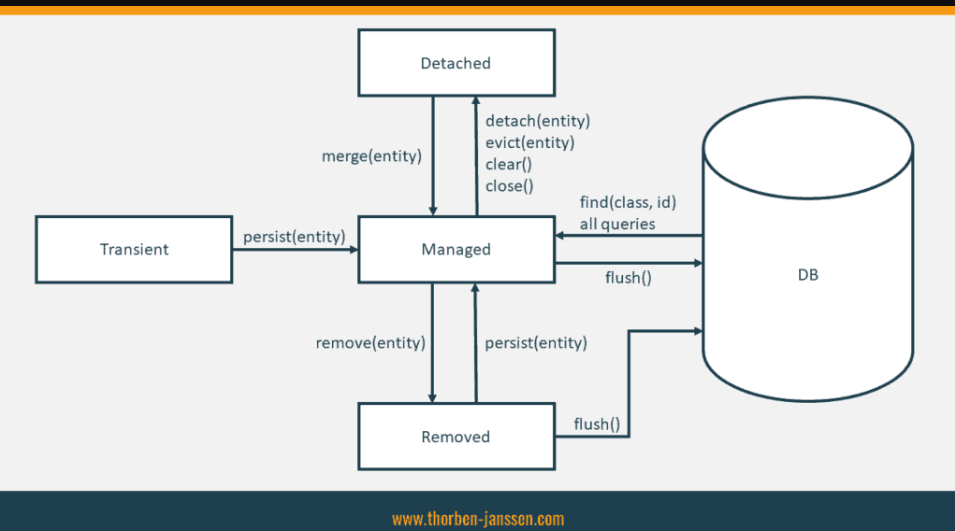 Detached
merge(entity)
detach(entity)
evict(entity)
clear()
close()
find(class, id)
all queries
Transient
persist(entity)
Managed
flush()
DB
remove(entity)
persist(entity)
Removed
flush()
www.thorben-janssen.com